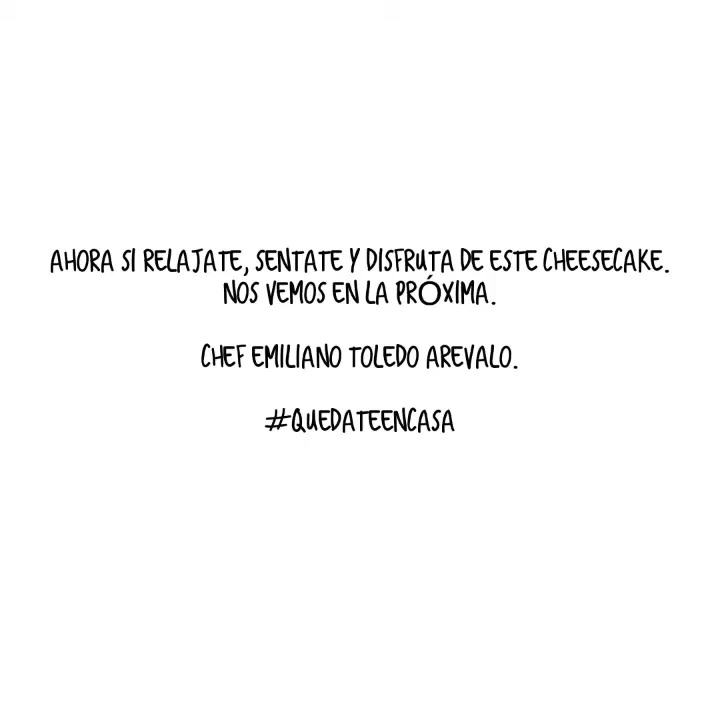 AHORA SI RELAJATE, SENTATE Y DISFRUTA DE ESTE CHEESECAKE.
NOS VEMOS EN LA PRÓXIMA.
CHEF EMILIANO TOLEDO AREVALO.
#QUEDATEENCASA